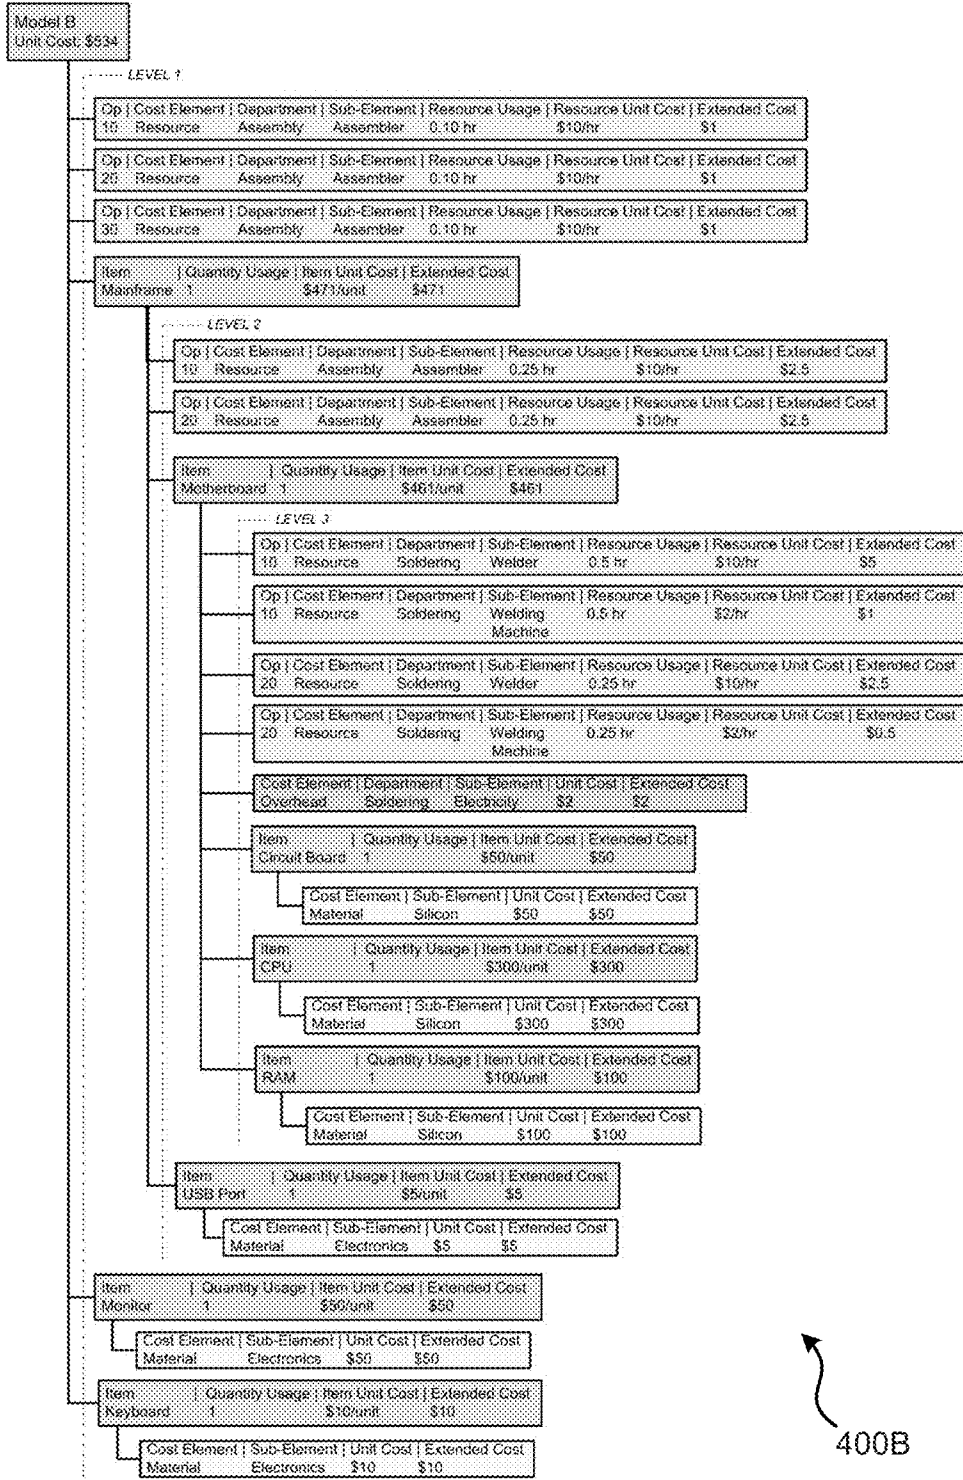 Model B
Unit Cost: $534
LEVEL 1
Op | Cost Element | Department | Sub-Element | Resource Usage | Resource Unit Cost | Extended Cost
10 Resource Assembly Assembler 0.10 hr $10/hr $1
Op | Cost Element | Department | Sub-Element | Resource Usage | Resource Unit Cost | Extended Cost
20 Resource Assembly Assembler 0.10 hr $10/hr $1
Op | Cost Element | Department | Sub-Element | Resource Usage | Resource Unit Cost | Extended Cost
30 Resource Assembly Assembler 0.10 hr $10/hr $1
Item | Quantity Usage | Item Unit Cost | Extended Cost
Mainframe 1 $471/unit $471
LEVEL 2
Op | Cost Element | Department | Sub-Element | Resource Usage | Resource Unit Cost | Extended Cost
10 Resource Assembly Assembler 0.25 hr $10/hr $2.5
Op | Cost Element | Department | Sub-Element | Resource Usage | Resource Unit Cost | Extended Cost
20 Resource Assembly Assembler 0.25 hr $10/hr $2.5
Item | Quantity Usage | Item Unit Cost | Extended Cost
Motherboard 1 $461/unit $461
LEVEL 3
Op | Cost Element | Department | Sub-Element | Resource Usage | Resource Unit Cost | Extended Cost
10 Resource Soldering Welder 0.5 hr $10/hr $5
Op | Cost Element | Department | Sub-Element | Resource Usage | Resource Unit Cost | Extended Cost
10 Resource Soldering Welding 0.5 hr $2/hr $1
Machine
Op | Cost Element | Department | Sub-Element | Resource Usage | Resource Unit Cost | Extended Cost
20 Resource Soldering Welder 0.25 hr $10/hr $2.5
Op | Cost Element | Department | Sub-Element | Resource Usage | Resource Unit Cost | Extended Cost
20 Resource Soldering Welding 0.25 hr $2/hr $0.5
Machine
Cost Element | Department | Sub-Element | Unit Cost | Extended Cost
Overhead Soldering Electricity $2 $2
Item | Quantity Usage | Item Unit Cost | Extended Cost
Circuit Board 1 $50/unit $50
Cost Element | Sub-Element | Unit Cost | Extended Cost
Material Silicon $50 $50
Item | Quantity Usage | Item Unit Cost | Extended Cost
CPU 1 $300/unit $300
Cost Element | Sub-Element | Unit Cost | Extended Cost
Material Silicon $300 $300
Item | Quantity Usage | Item Unit Cost | Extended Cost
RAM 1 $100/unit $100
Cost Element | Sub-Element | Unit Cost | Extended Cost
Material Silicon $100 $100
Item | Quantity Usage | Item Unit Cost | Extended Cost
USB Port 1 $5/unit $5
Cost Element | Sub-Element | Unit Cost | Extended Cost
Material Electronics $5 $5
Item | Quantity Usage | Item Unit Cost | Extended Cost
Monitor 1 $50/unit $50
Cost Element | Sub-Element | Unit Cost | Extended Cost
Material Electronics $50 $50
Item | Quantity Usage | Item Unit Cost | Extended Cost
Keyboard 1 $10/unit $10
Cost Element | Sub-Element | Unit Cost | Extended Cost
Material Electronics $10 $10
400B